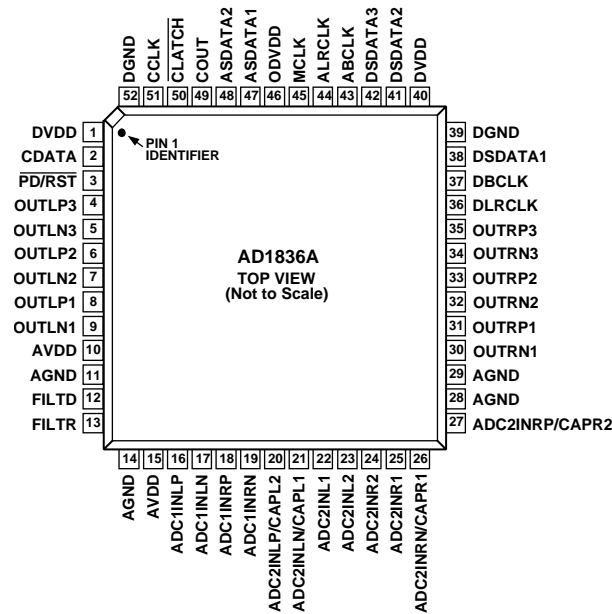 DGND
CCLK
CLATCH
COUT
ASDATA2
ASDATA1
ODVDD
MCLK
ALRCLK
ABCLK
DSDATA3
DSDATA2
DVDD
52 51 50 49 48 47 46 45 44 43 42 41 40
DVDD 1
CDATA 2
PD/RST 3
OUTLP3 4
OUTLN3 5
OUTLP2 6
OUTLN2 7
OUTLP1 8
OUTLN1 9
AVDD 10
AGND 11
FILTD 12
FILTR 13
PIN 1
IDENTIFIER
AD1836A
TOP VIEW
(Not to Scale)
39 DGND
38 DSDATA1
37 DBCLK
36 DLRCLK
35 OUTRP3
34 OUTRN3
33 OUTRP2
32 OUTRN2
31 OUTRP1
30 OUTRN1
29 AGND
28 AGND
27 ADC2INRP/CAPR2
14 15 16 17 18 19 20 21 22 23 24 25 26
AGND
AVDD
ADC1INLP
ADC1INLN
ADC1INRP
ADC1INRN
ADC2INLP/CAPL2
ADC2INLN/CAPL1
ADC2INL1
ADC2INL2
ADC2INR2
ADC2INR1
ADC2INRN/CAPR1